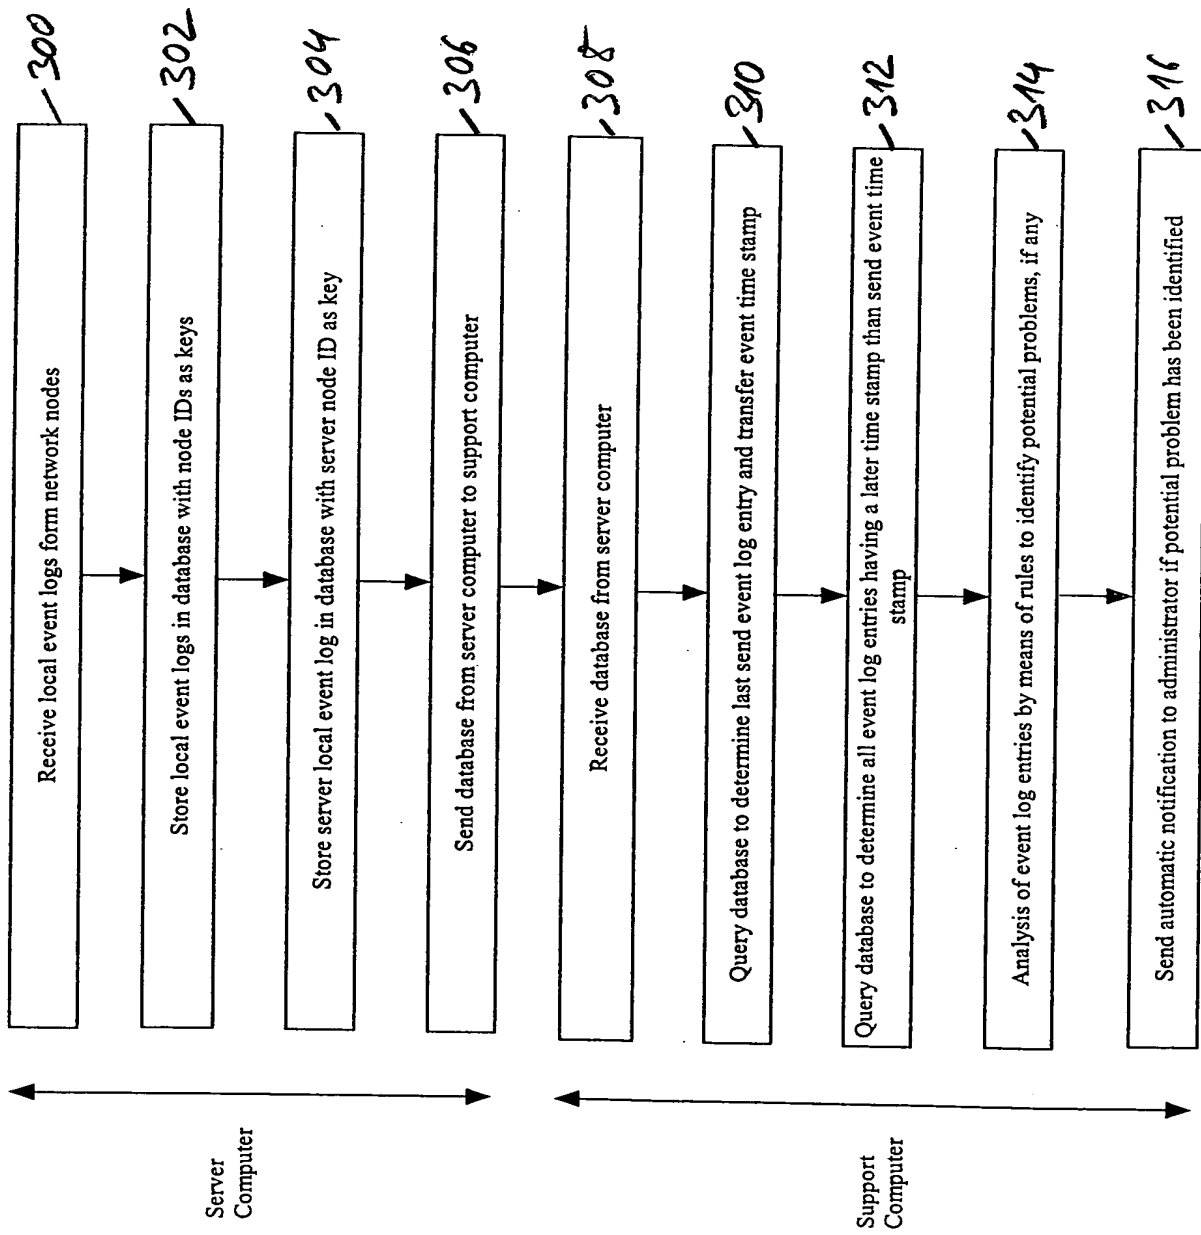 Server
Computer
Receive local event logs form network nodes
300
Store local event logs in database with node IDs as keys
302
Store server local event log in database with server node ID as key
304
Send database from server computer to support computer
306
Support
Computer
Receive database from server computer
308
Query database to determine last send event log entry and transfer event time stamp
310
Query database to determine all event log entries having a later time stamp than send event time
stamp
312
Analysis of event log entries by means of rules to identify potential problems, if any
314
Send automatic notification to administrator if potential problem has been identified
316